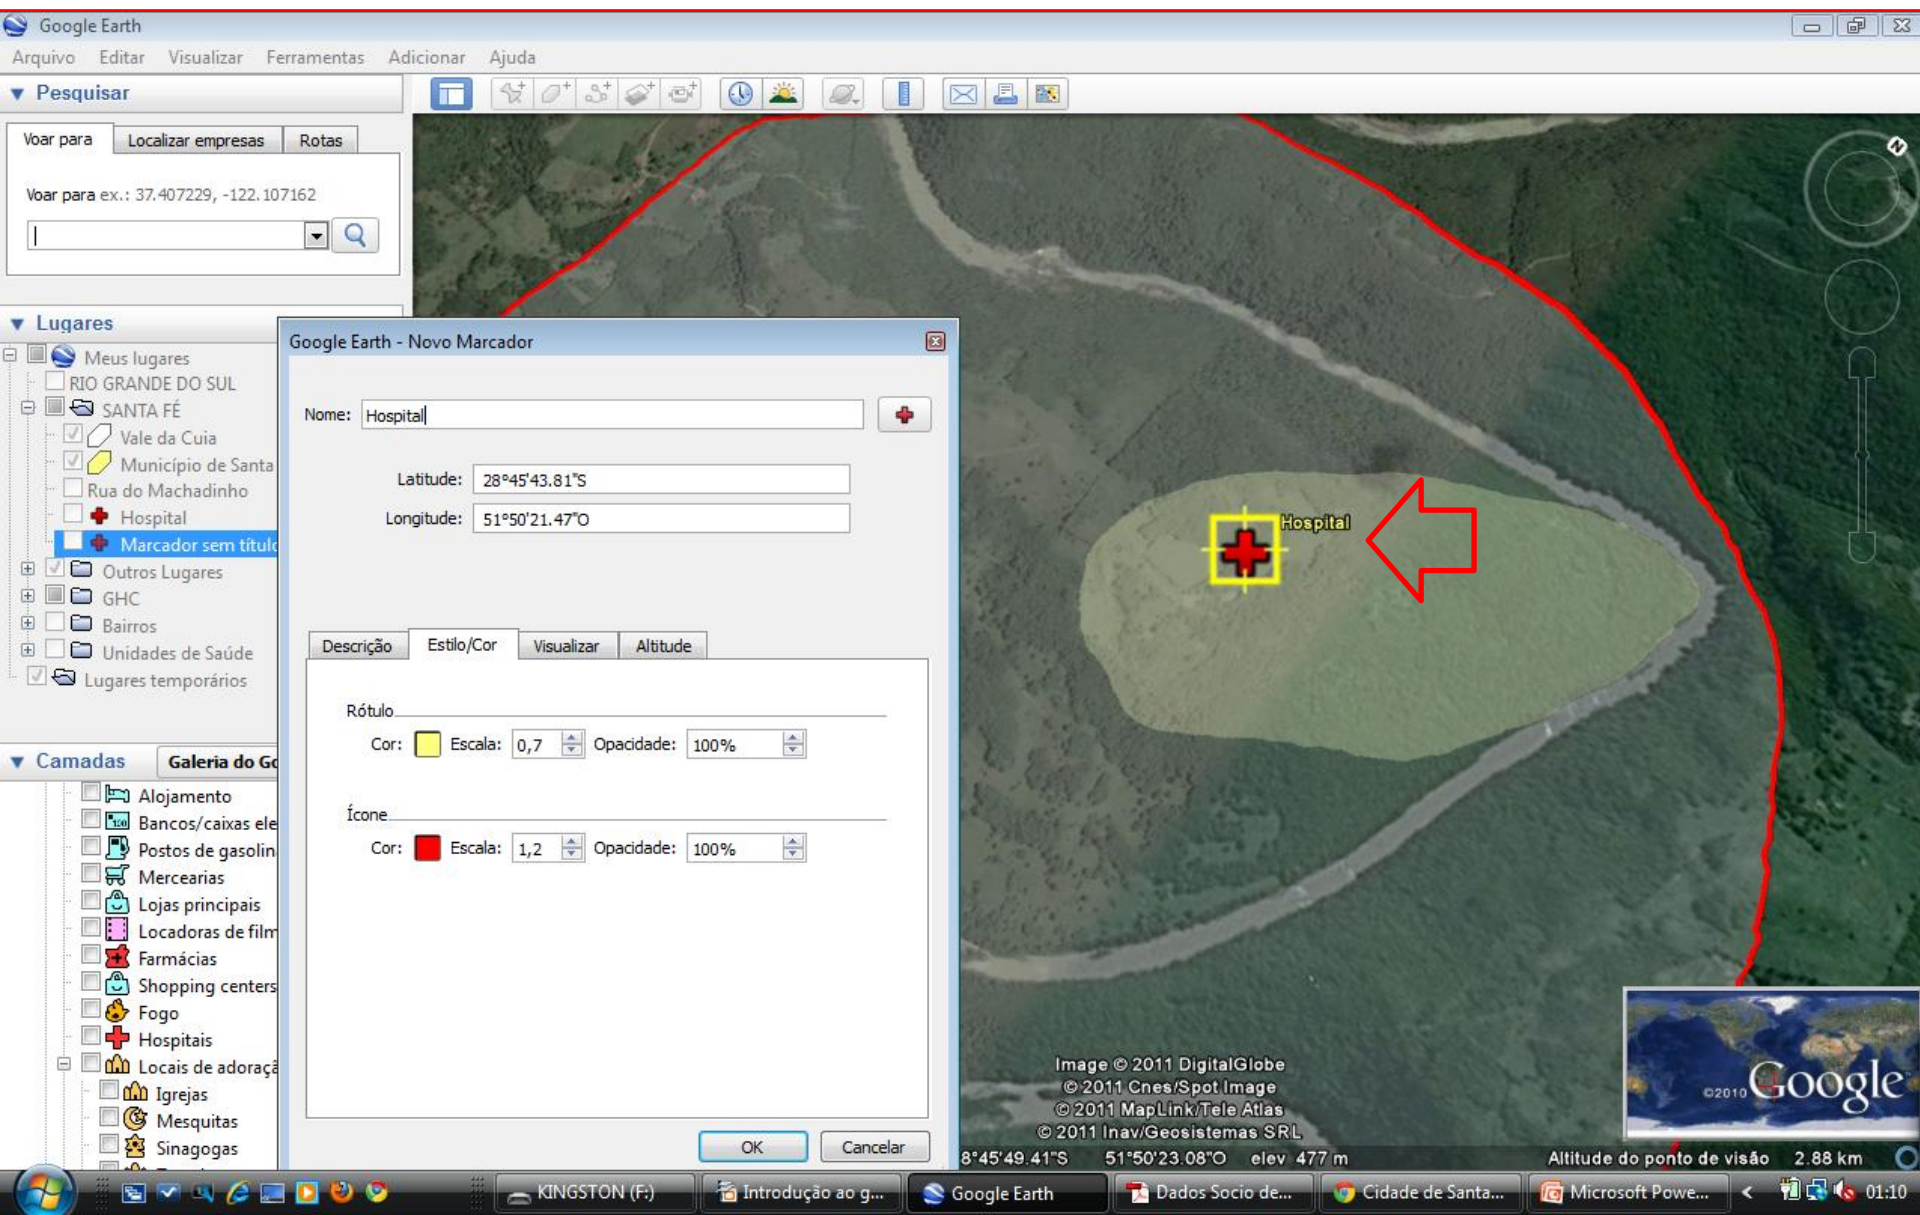 Google Earth
Arquivo Editar Visualizar Ferramentas Adicionar Ajuda
Pesquisar
Voar para Localizar empresas Rotas
Voar para ex.: 37.407229, -122.107162
Lugares
Meus lugares
RIO GRANDE DO SUL
SANTA FÉ
Vale da Cuia
Município de Santa
Rua do Machadinho
Hospital
Marcador sem título
Outros Lugares
GHC
Bairros
Unidades de Saúde
Lugares temporários
Camadas Galeria do Go
Alojamento
Bancos/caixas ele
Postos de gasolin
Mercearias
Lojas principais
Locadoras de film
Farmácias
Shopping centers
Fogo
Hospitais
Locais de adoraçã
Igrejas
Mesquitas
Sinagogas
Google Earth - Novo Marcador
Nome: Hospital
Latitude: 28°45'43.81"S
Longitude: 51°50'21.47"O
Descrição Estilo/Cor Visualizar Altitude
Rótulo
Cor: Escala: 0,7 Opacidade: 100%
Ícone
Cor: Escala: 1,2 Opacidade: 100%
OK Cancelar
Hospital
Image © 2011 DigitalGlobe
© 2011 Cnes/Spot Image
© 2011 MapLink/Tele Atlas
© 2011 Inav/Geosistemas SRL
©2010 Google
8°45'49.41"S 51°50'23.08"O elev 477 m Altitude do ponto de visão 2.88 km
KINGSTON (F:) Introdução ao g... Google Earth Dados Socio de... Cidade de Santa... Microsoft Powe... < 01:10